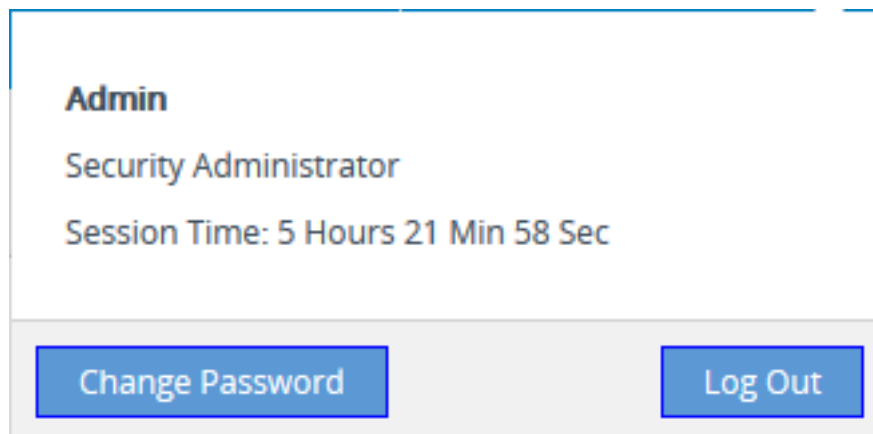 Admin
Security Administrator
Session Time: 5 Hours 21 Min 58 Sec
Change Password
Log Out